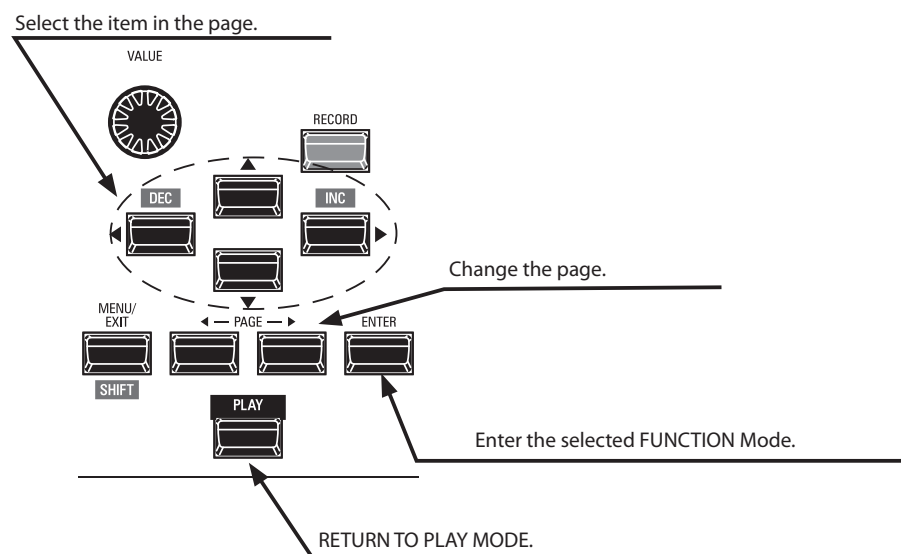 Select the item in the page.
VALUE
RECORD
DEC
INC
Change the page.
MENU/
EXIT
PAGE
ENTER
SHIFT
PLAY
Enter the selected FUNCTION Mode.
RETURN TO PLAY MODE.